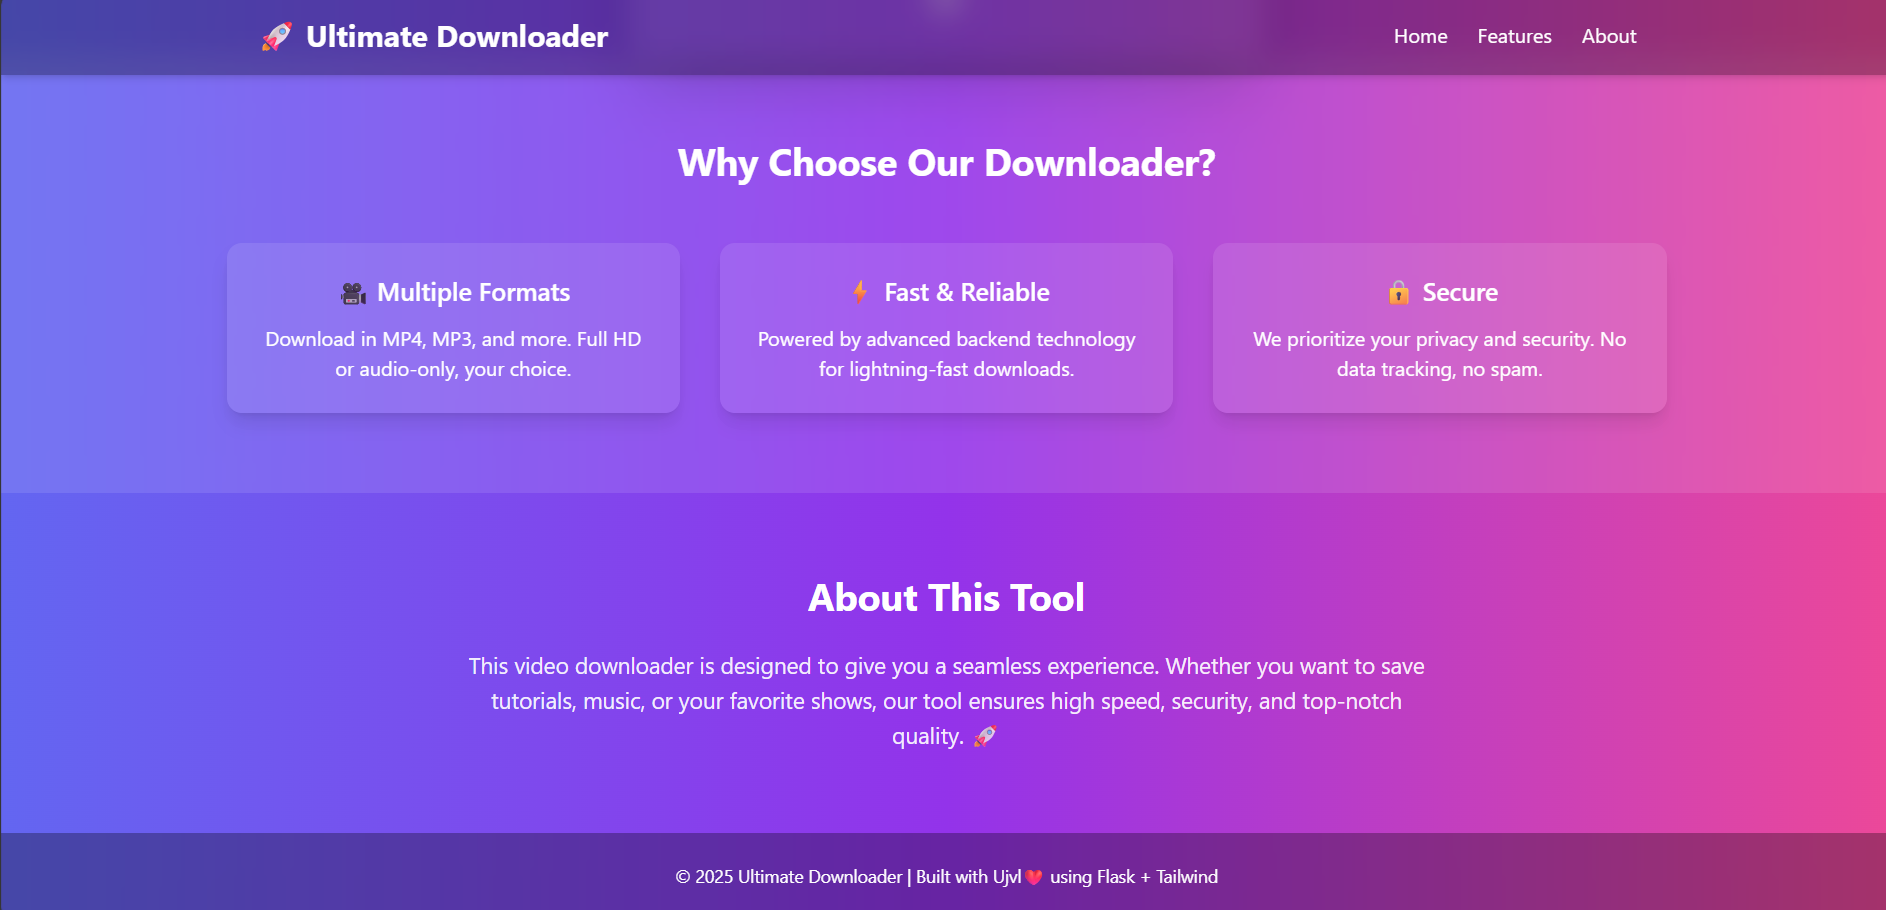 🚀 Ultimate Downloader
Home Features About
Why Choose Our Downloader?
🎥 Multiple Formats
Download in MP4, MP3, and more. Full HD
or audio-only, your choice.
⚡ Fast & Reliable
Powered by advanced backend technology
for lightning-fast downloads.
🔒 Secure
We prioritize your privacy and security. No
data tracking, no spam.
About This Tool
This video downloader is designed to give you a seamless experience. Whether you want to save
tutorials, music, or your favorite shows, our tool ensures high speed, security, and top-notch
quality. 🚀
© 2025 Ultimate Downloader | Built with Ujvl❤️ using Flask + Tailwind